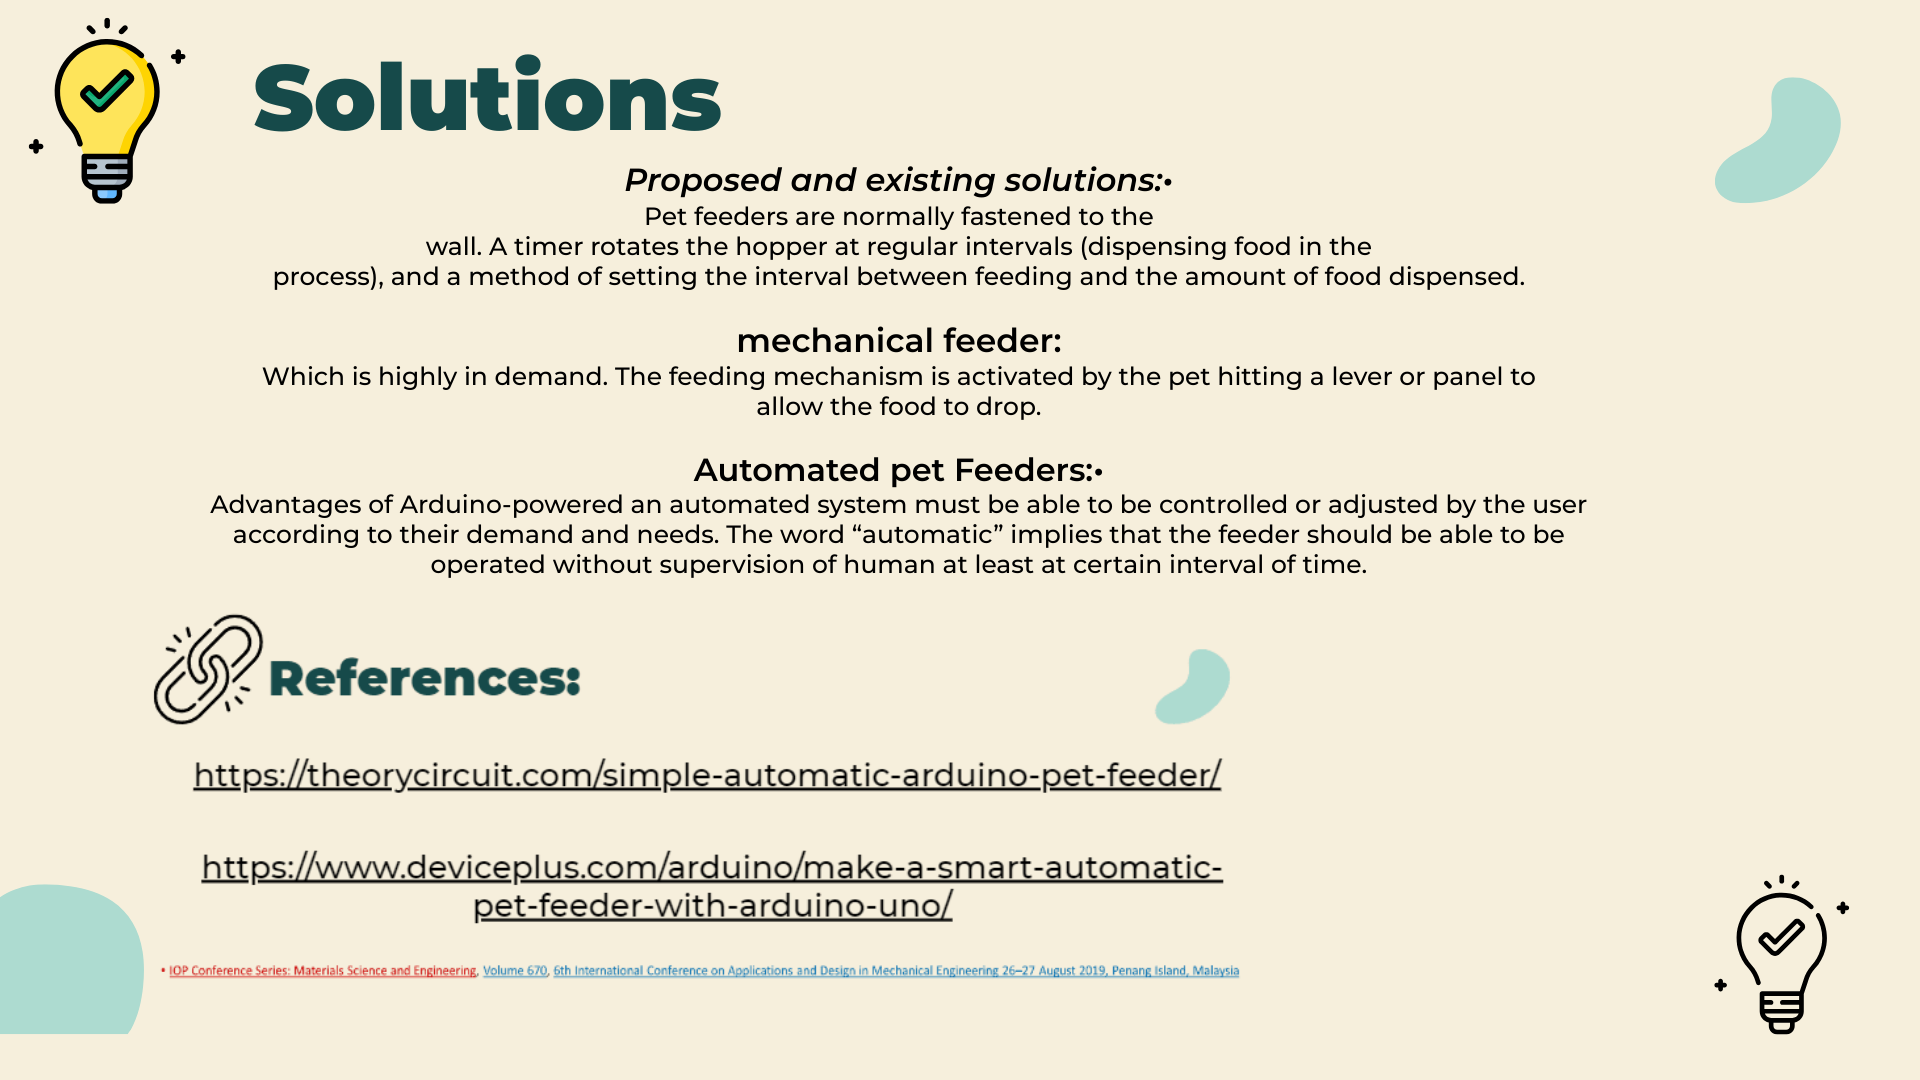 Solutions
Proposed and existing solutions:•
Pet feeders are normally fastened to the
wall. A timer rotates the hopper at regular intervals (dispensing food in the
process), and a method of setting the interval between feeding and the amount of food dispensed.
mechanical feeder:
Which is highly in demand. The feeding mechanism is activated by the pet hitting a lever or panel to
allow the food to drop.
Automated pet Feeders:•
Advantages of Arduino-powered an automated system must be able to be controlled or adjusted by the user
according to their demand and needs. The word “automatic” implies that the feeder should be able to be
operated without supervision of human at least at certain interval of time.
References:
https://theorycircuit.com/simple-automatic-arduino-pet-feeder/
https://www.deviceplus.com/arduino/make-a-smart-automatic-
pet-feeder-with-arduino-uno/
• IOP Conference Series: Materials Science and Engineering, Volume 670, 6th International Conference on Applications and Design in Mechanical Engineering 26–27 August 2019, Penang Island, Malaysia